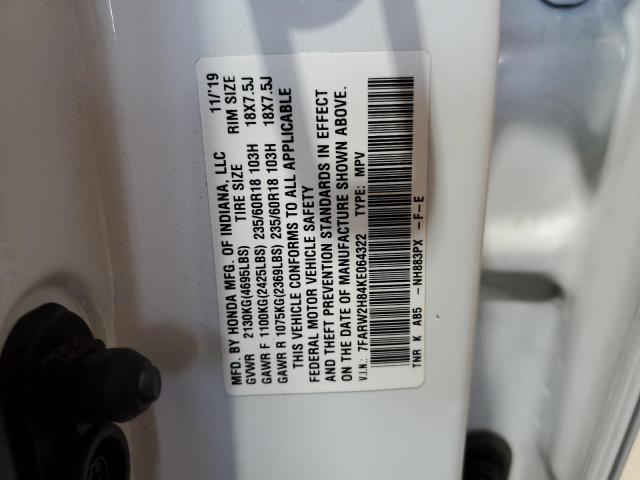 MFD. BY HONDA MFG. OF INDIANA, LLC 11/'19
GVWR 2130KG(4695LBS) TIRE SIZE RIM SIZE
GAWR F 1100KG(2425LBS) 235/60R18 103H 18X7.5J
GAWR R 1075KG(2369LBS) 235/60R18 103H 18X7.5J
THIS VEHICLE CONFORMS TO ALL APPLICABLE
FEDERAL MOTOR VEHICLE SAFETY
AND THEFT PREVENTION STANDARDS IN EFFECT
ON THE DATE OF MANUFACTURE SHOWN ABOVE.
V.I.N.: 7FARW2H84KE064322 TYPE: MPV
TNR K AB5 -NH883PX -F-E